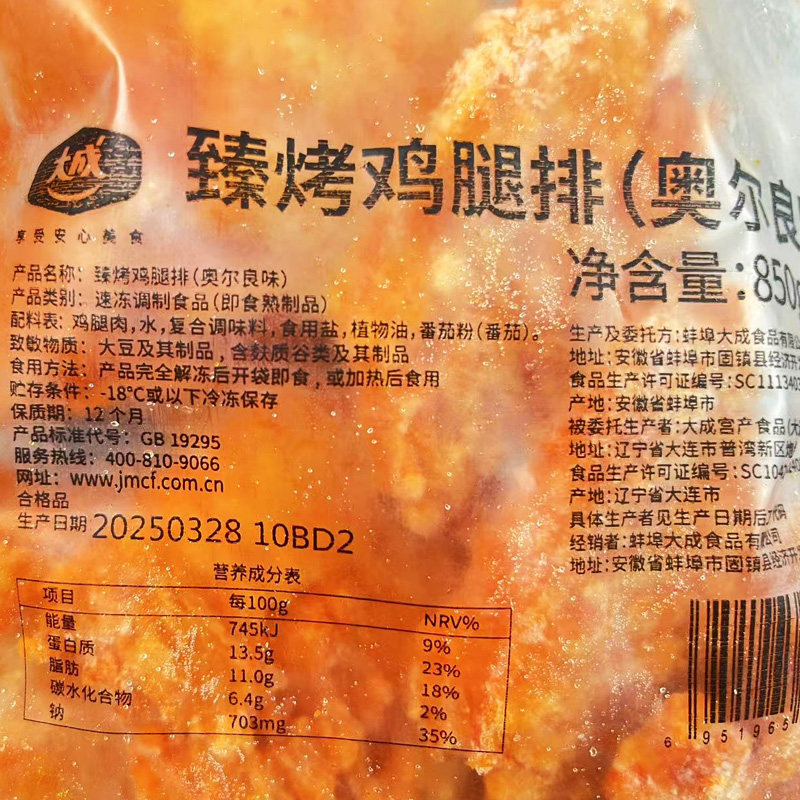 大成
享受安心美食
臻烤鸡腿排(奥尔良
净含量:850g
产品名称: 臻烤鸡腿排(奥尔良味)
产品类别: 速冻调制食品(即食熟制品)
配料表: 鸡腿肉,水,复合调味料,食用盐,植物油,番茄粉(番茄)。
致敏物质: 大豆及其制品,含麸质谷类及其制品
食用方法: 产品完全解冻后开袋即食,或加热后食用
贮存条件: -18℃或以下冷冻保存
保质期: 12个月
产品标准代号: GB 19295
服务热线: 400-810-9066
网址: www.jmcf.com.cn
合格品
生产日期 20250328 10BD2
生产及委托方:蚌埠大成食品有限
地址:安徽省蚌埠市固镇县经济开
食品生产许可证编号:SC111340
产地:安徽省蚌埠市
被委托生产者:大成宫产食品(大
地址:辽宁省大连市普湾新区
食品生产许可证编号:SC104
产地:辽宁省大连市
具体生产者见生产日期后
经销者:蚌埠大成食品有 公司
地址:安徽省蚌埠市固镇县经济开
营养成分表
项目 每100g NRV%
能量 745kJ 9%
蛋白质 13.5g 23%
脂肪 11.0g 18%
碳水化合物 6.4g 2%
钠 703mg 35%
6 951965